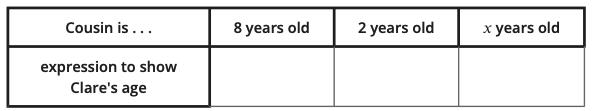 Cousin is . . . 8 years old 2 years old x years old
expression to show
Clare's age